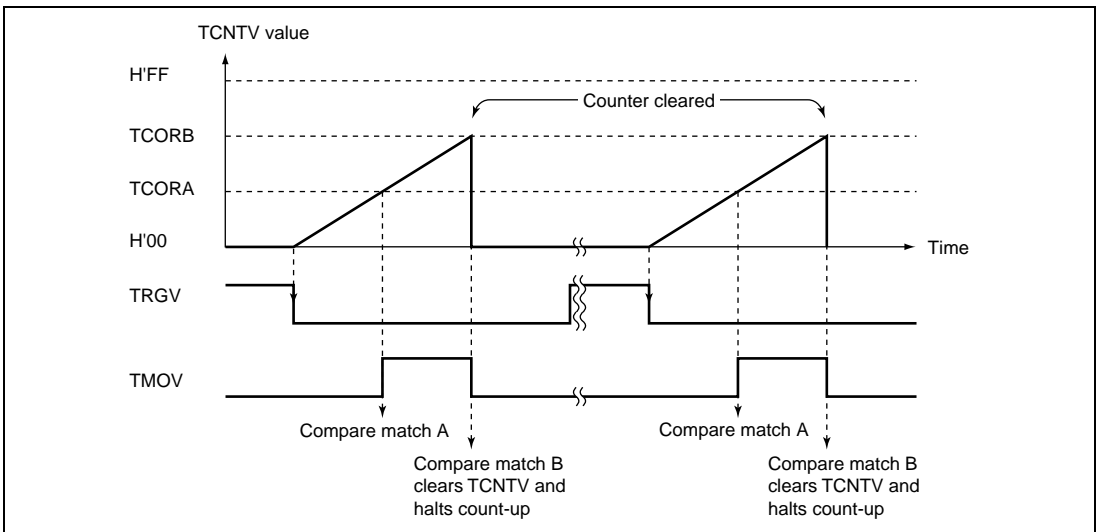 TCNTV value
H'FF
Counter cleared
TCORB
TCORA
H'00
Time
TRGV
TMOV
Compare match A
Compare match A
Compare match B
clears TCNTV and
halts count-up
Compare match B
clears TCNTV and
halts count-up